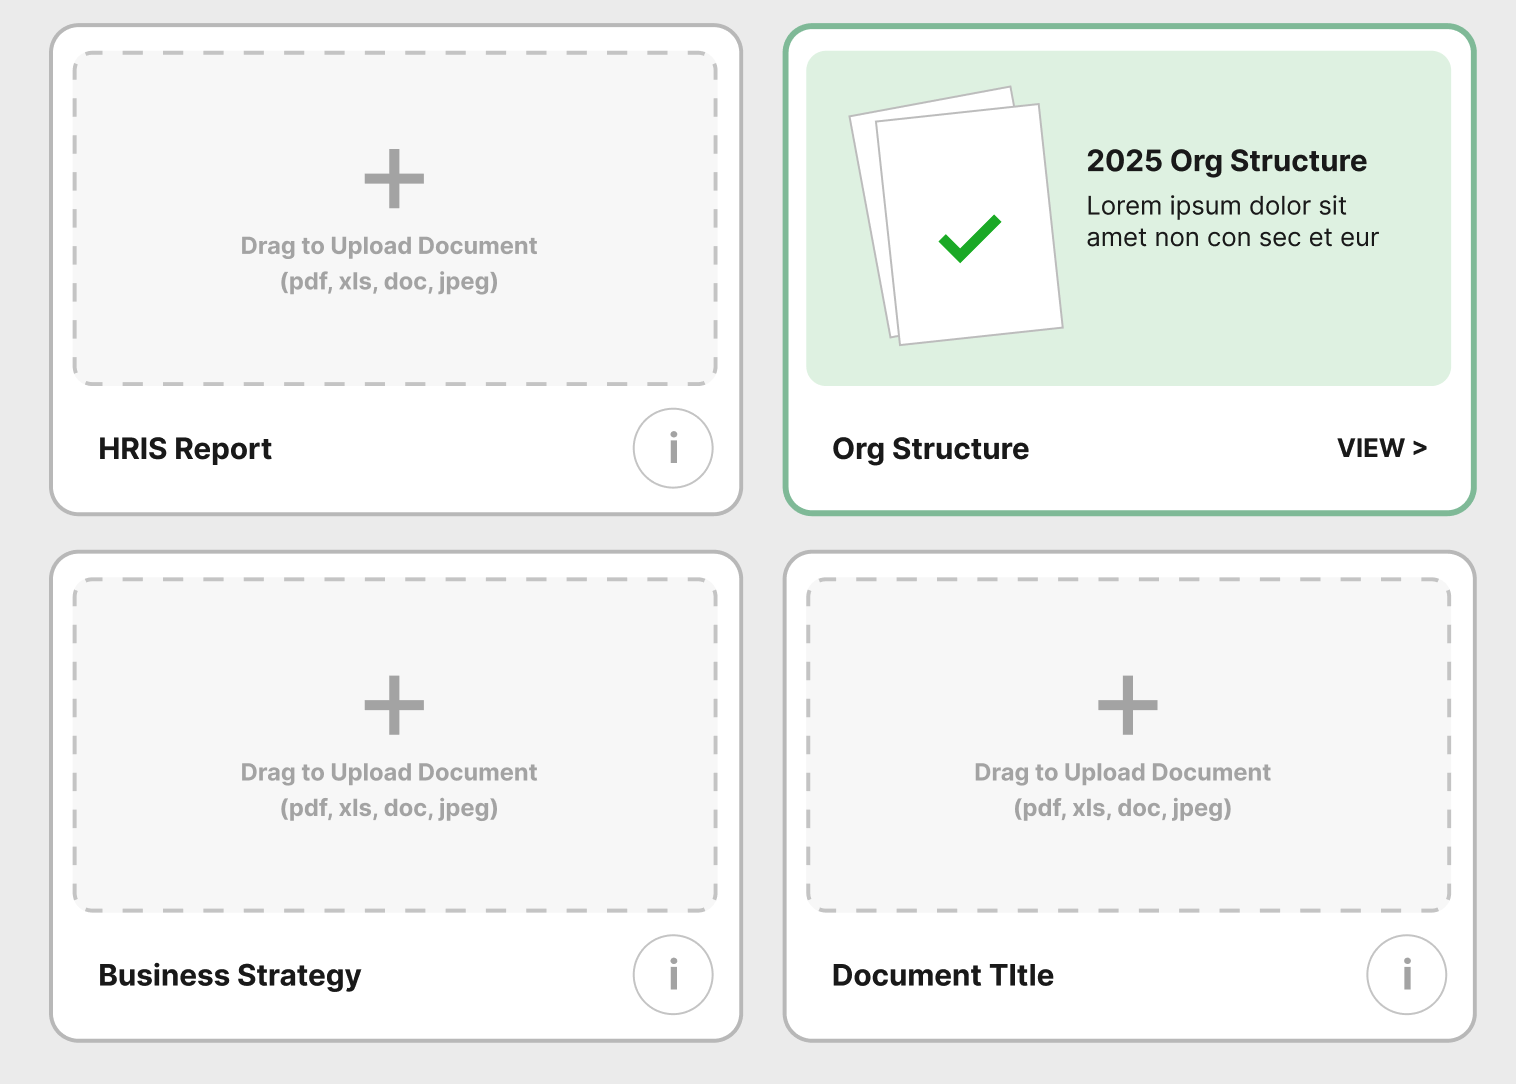 Drag to Upload Document
(pdf, xls, doc, jpeg)
HRIS Report
i
2025 Org Structure
Lorem ipsum dolor sit
amet non con sec et eur
Org Structure
VIEW >
Drag to Upload Document
(pdf, xls, doc, jpeg)
Business Strategy
i
Drag to Upload Document
(pdf, xls, doc, jpeg)
Document TItle
i